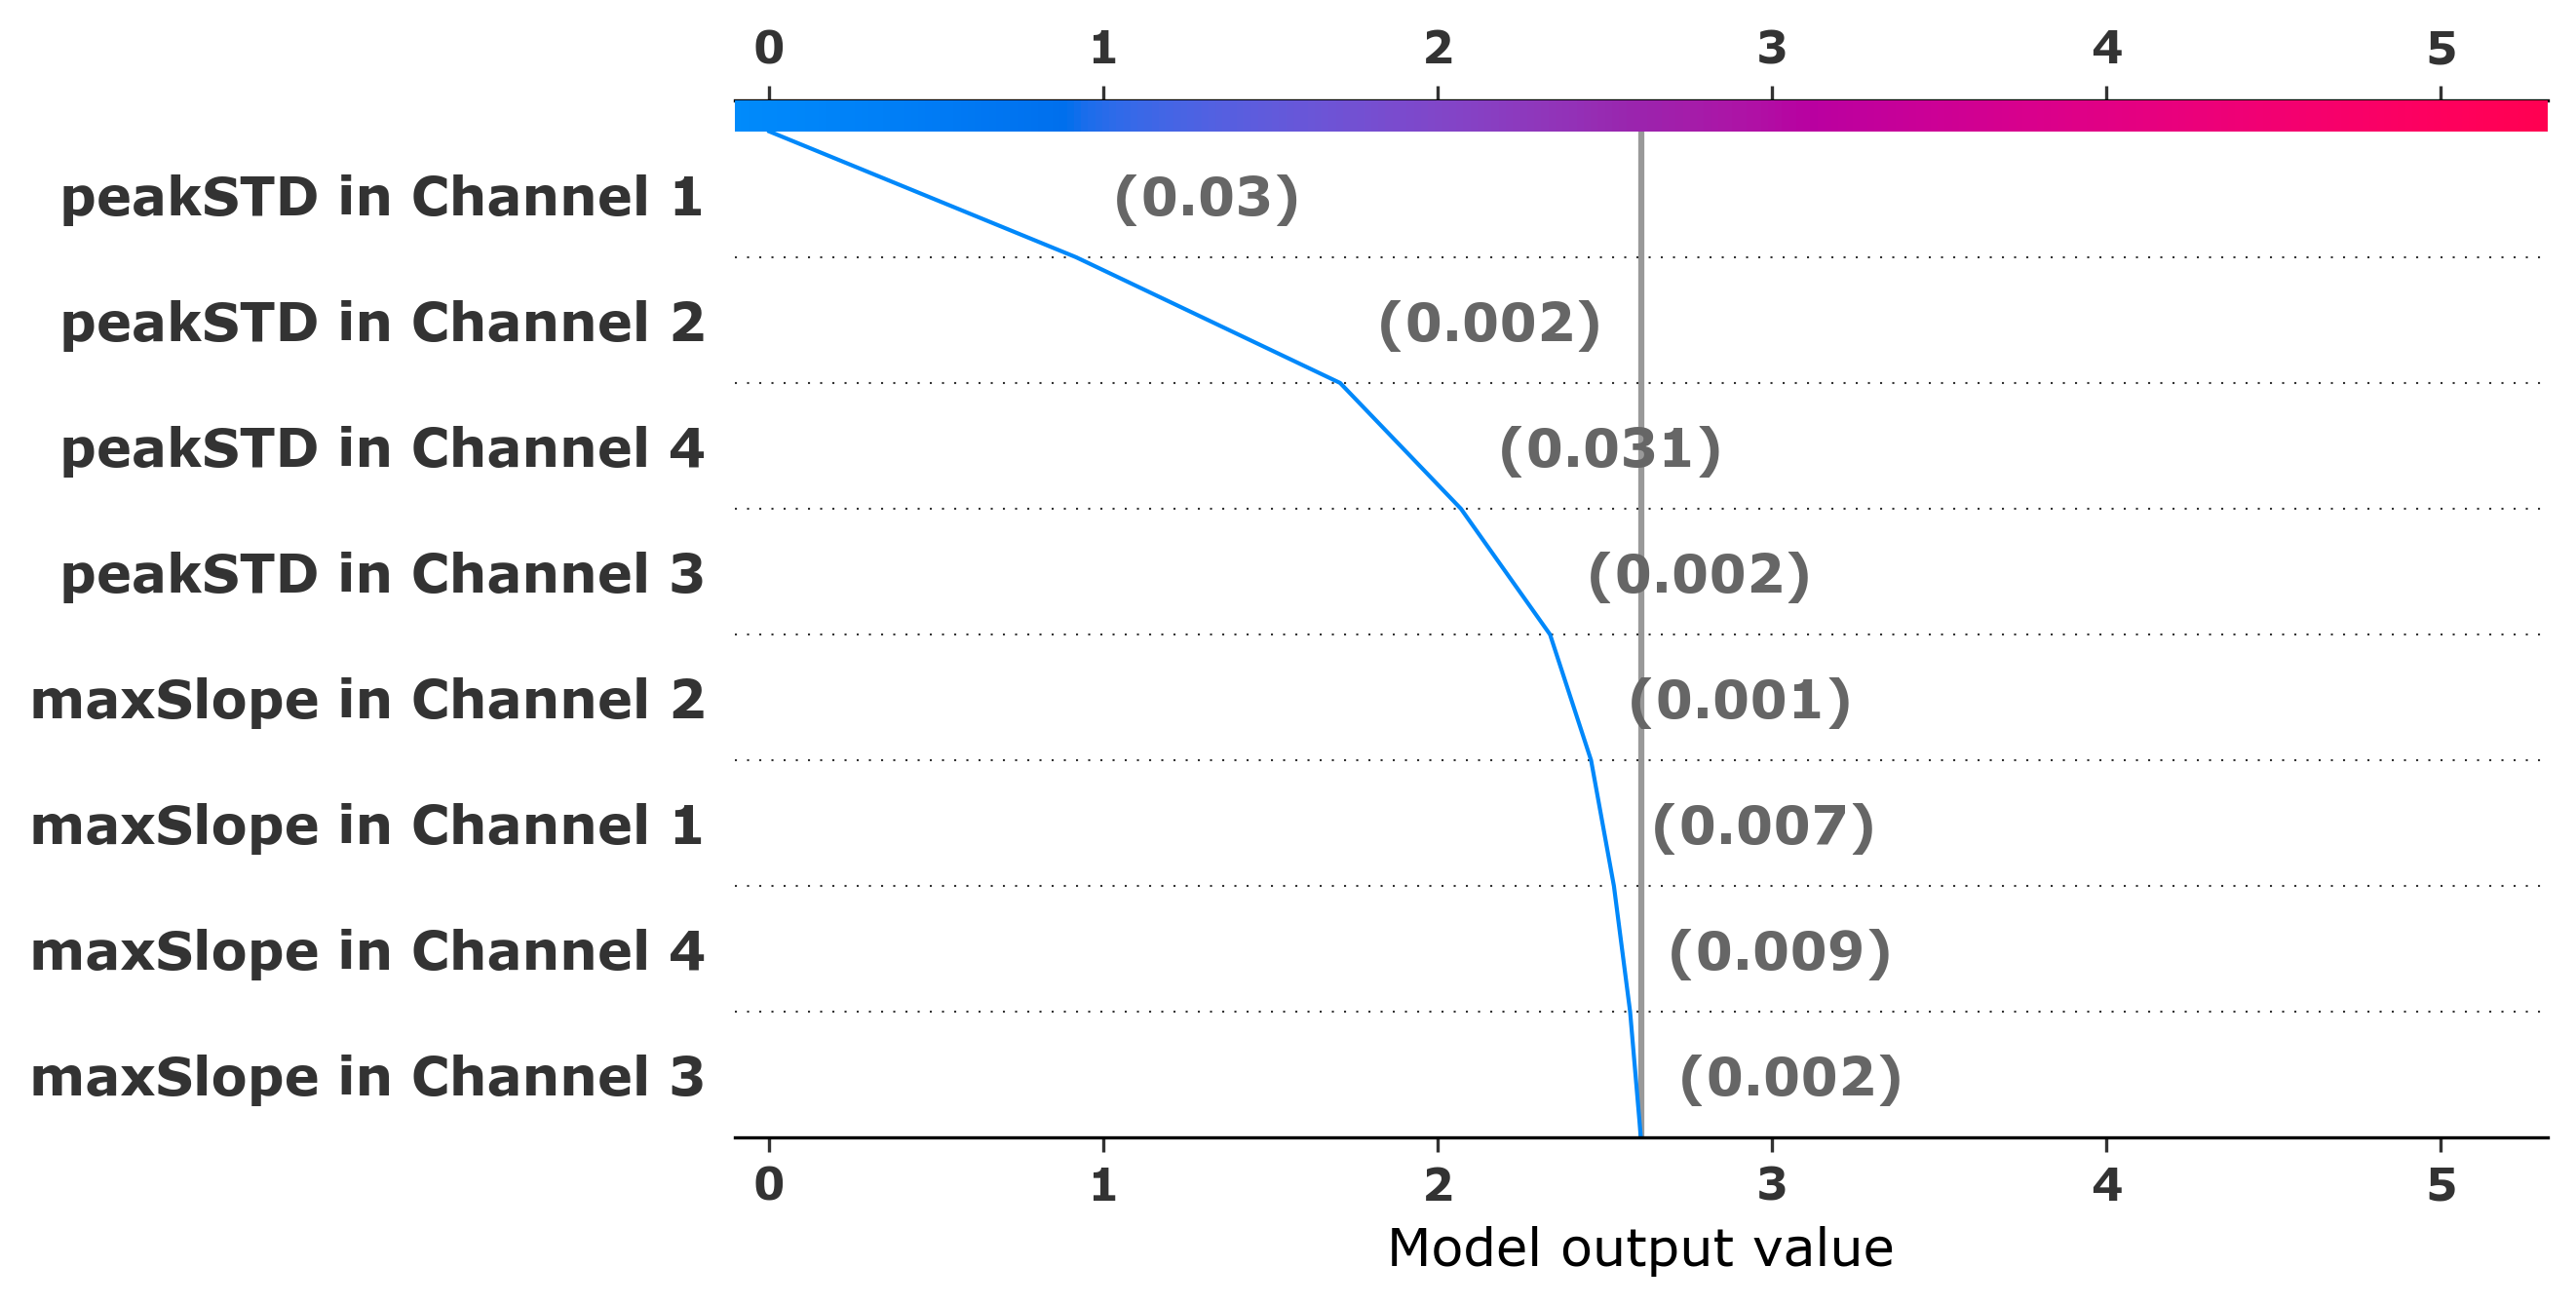 0 1 2 3 4 5
peakSTD in Channel 1 (0.03)
peakSTD in Channel 2 (0.002)
peakSTD in Channel 4 (0.031)
peakSTD in Channel 3 (0.002)
maxSlope in Channel 2 (0.001)
maxSlope in Channel 1 (0.007)
maxSlope in Channel 4 (0.009)
maxSlope in Channel 3 (0.002)
0 1 2 3 4 5
Model output value